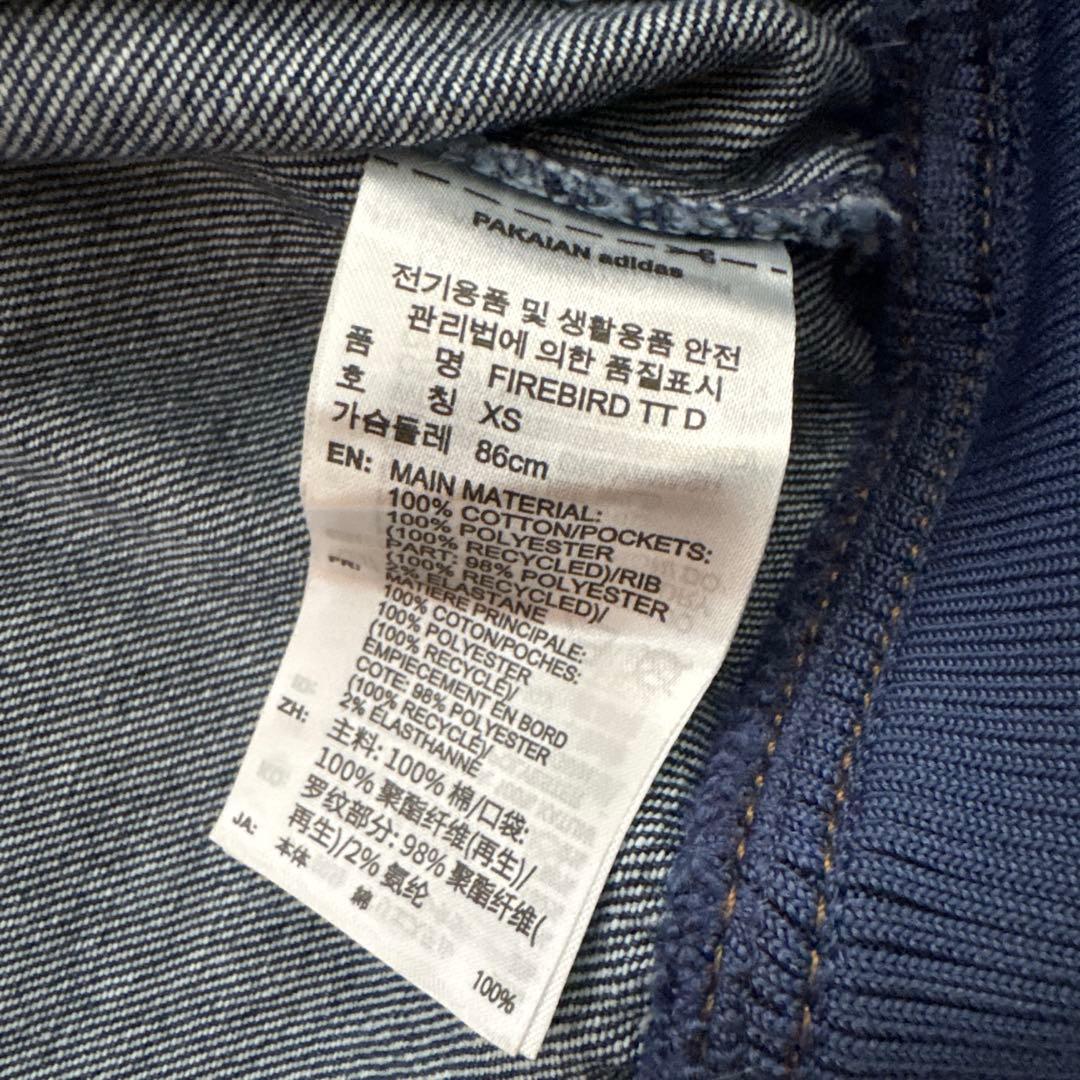 PAKAIAN adidas
전기용품 및 생활용품 안전
관리법에 의한 품질표시
품 명 FIREBIRD TT D
호 칭 XS
가슴둘레 86cm
EN: MAIN MATERIAL:
100% COTTON/POCKETS:
100% POLYESTER
(100% RECYCLED)/RIB
PART: 98% POLYESTER
(100% RECYCLED)/
2% ELASTANE
FR: MATIÈRE PRINCIPALE:
100% COTON/POCHES:
100% POLYESTER
(100% RECYCLE)/
EMPIECEMENT EN BORD
COTE: 98% POLYESTER
(100% RECYCLE)/
2% ELASTHANNE
ZH: 主料: 100% 棉/口袋:
100% 聚酯纤维(再生)/
罗纹部分: 98% 聚酯纤维(
再生)/2% 氨纶
JA: 本体 綿 100%